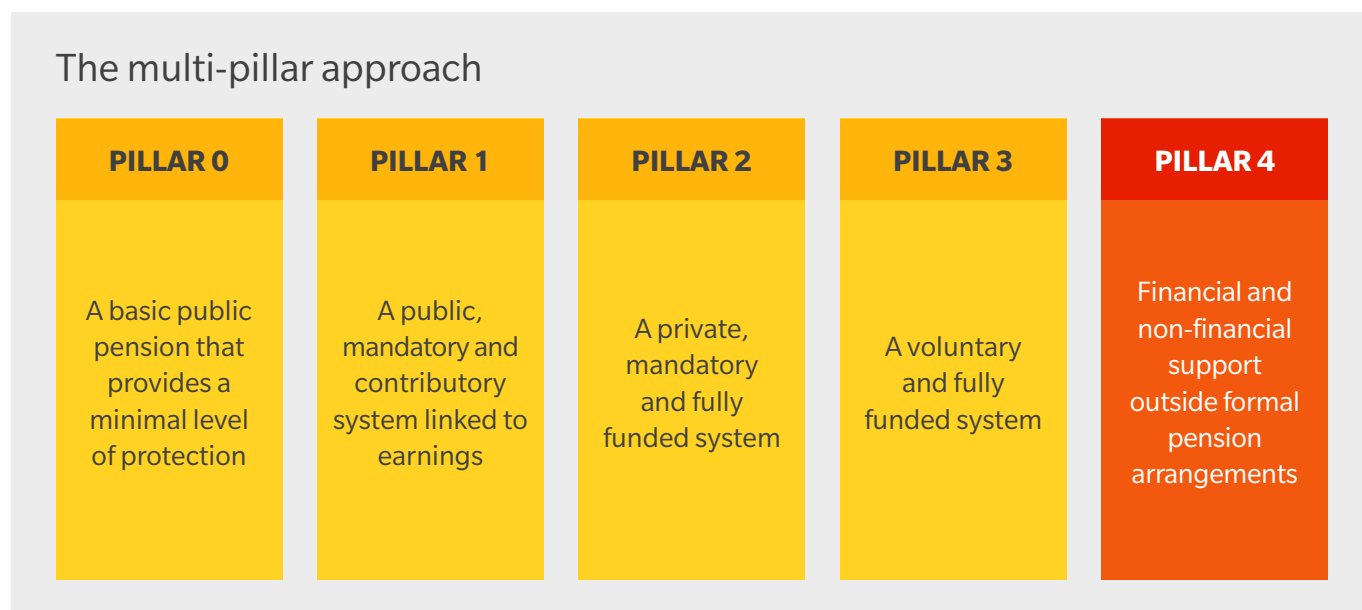 The multi-pillar approach
PILLAR 0
A basic public
pension that
provides a
minimal level
of protection
PILLAR 1
A public,
mandatory and
contributory
system linked to
earnings
PILLAR 2
A private,
mandatory
and fully
funded system
PILLAR 3
A voluntary
and fully
funded system
PILLAR 4
Financial and
non-financial
support
outside formal
pension
arrangements